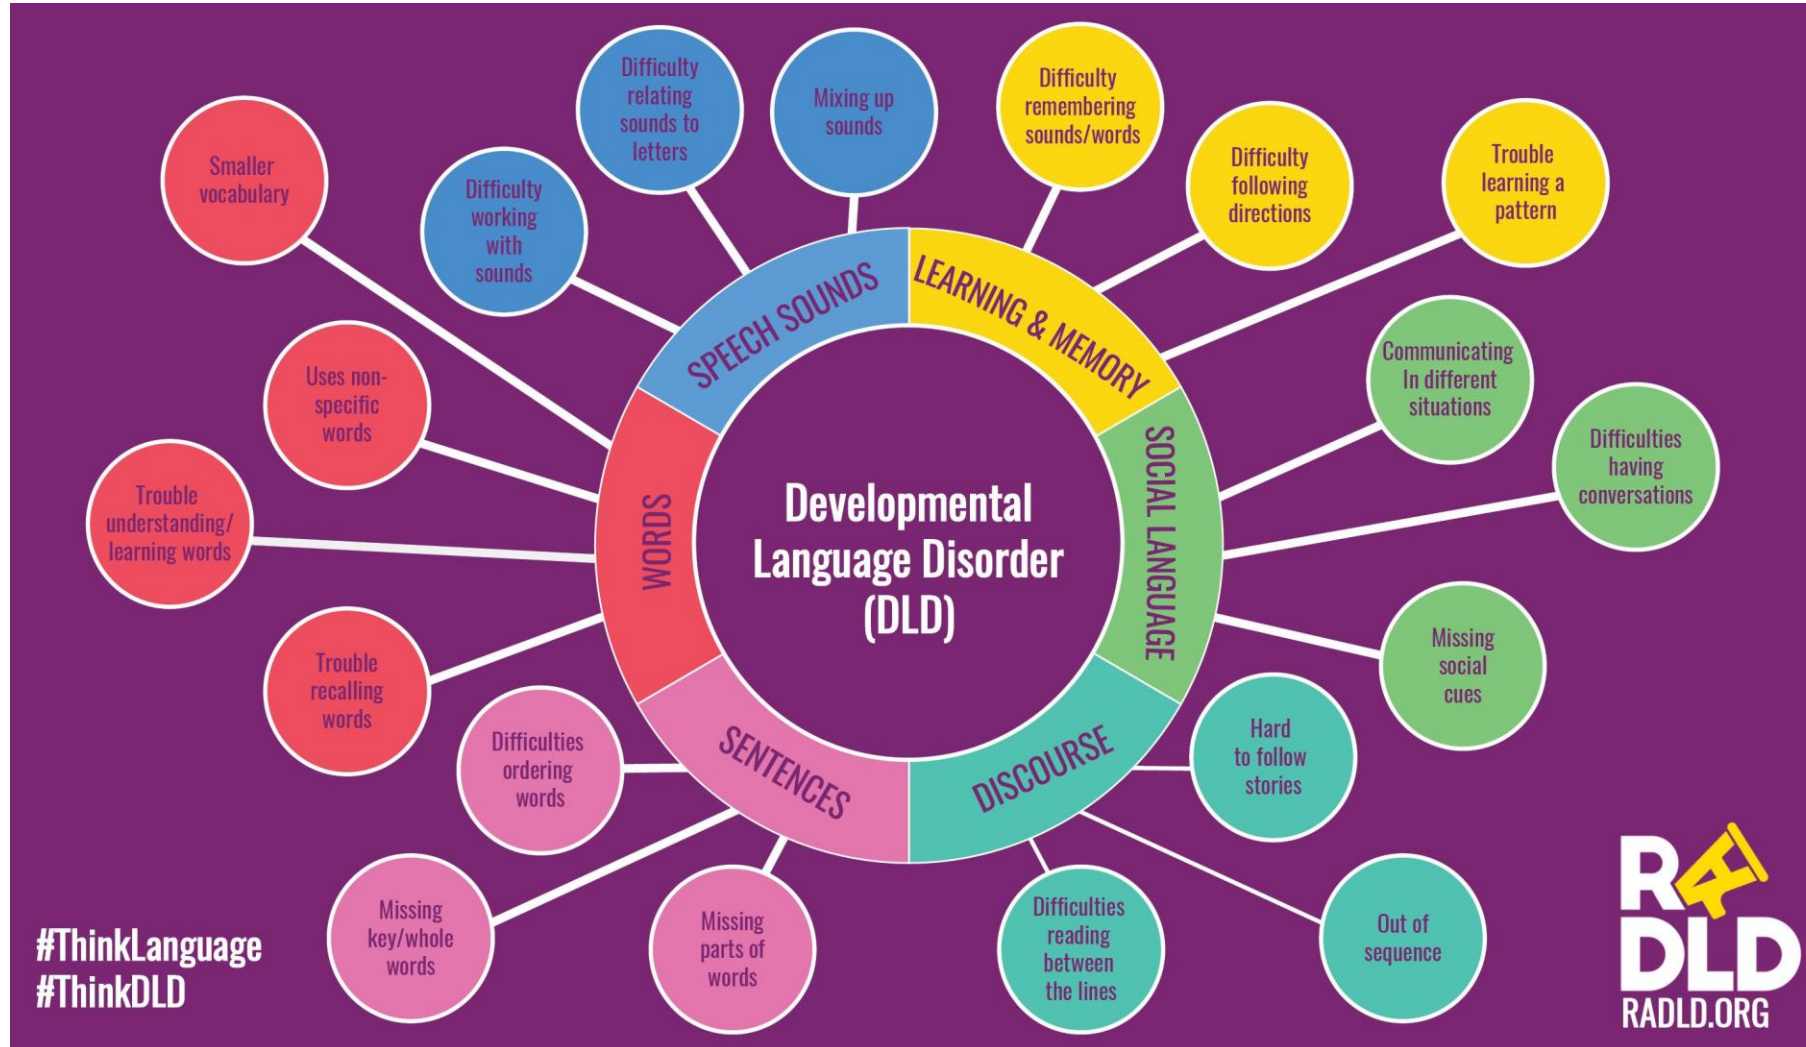 Smaller
vocabulary
Difficulty
working
with
sounds
Difficulty
relating
sounds to
letters
Mixing up
sounds
Difficulty
remembering
sounds/words
Difficulty
following
directions
Trouble
learning a
pattern
Uses non-
specific
words
Trouble
understanding/
learning words
Trouble
recalling
words
SPEECH SOUNDS
LEARNING & MEMORY
WORDS
SOCIAL LANGUAGE
SENTENCES
DISCOURSE
Developmental
Language Disorder
(DLD)
Communicating
In different
situations
Difficulties
having
conversations
Missing
social
cues
Difficulties
ordering
words
Missing
key/whole
words
Missing
parts of
words
Hard
to follow
stories
Difficulties
reading
between
the lines
Out of
sequence
#ThinkLanguage
#ThinkDLD
RA
DLD
RADLD.ORG